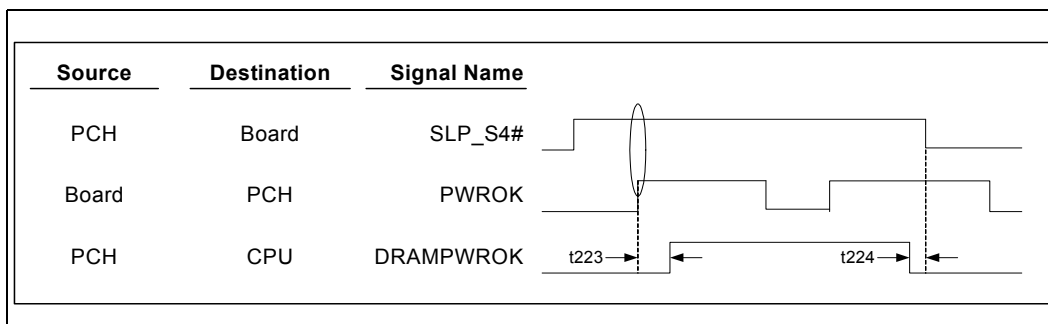 Source Destination Signal Name
PCH Board SLP_S4#
Board PCH PWROK
PCH CPU DRAMPWROK t223 t224